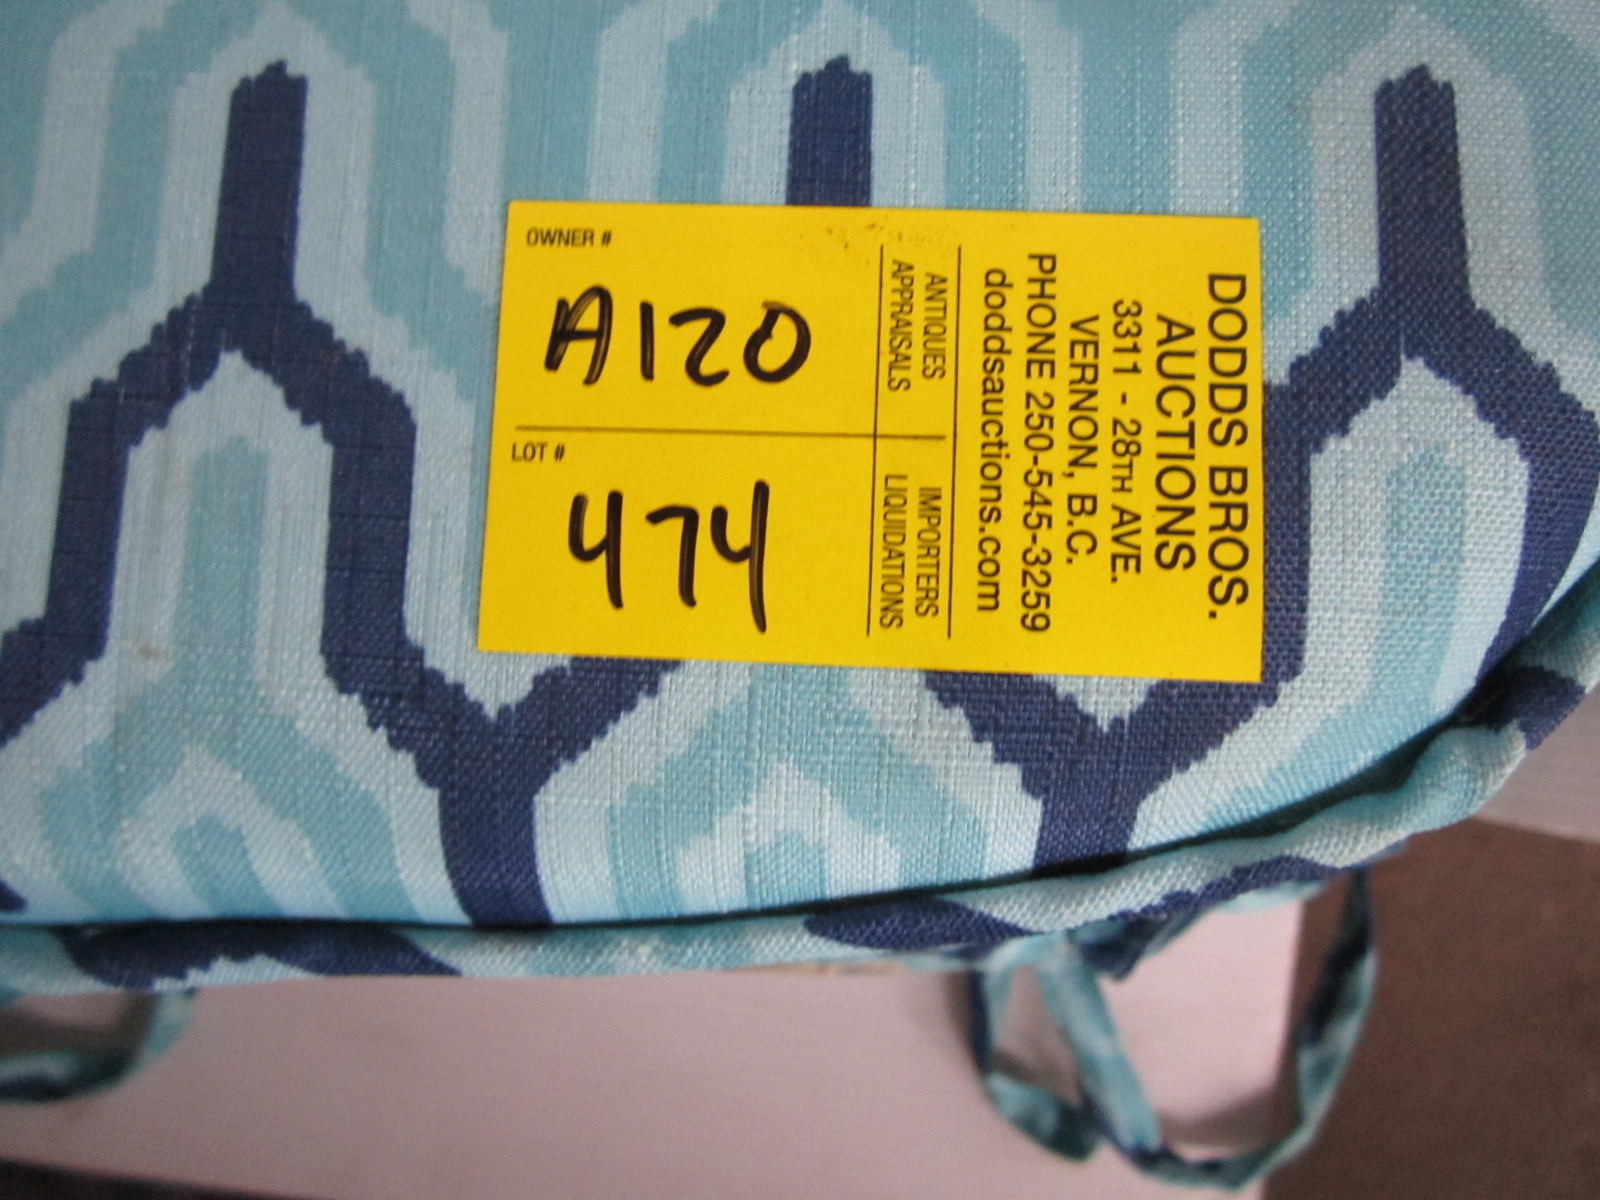 OWNER #
A120
LOT #
474
ANTIQUES IMPORTERS
APPRAISALS LIQUIDATIONS
DODDS BROS.
AUCTIONS
3311 - 28TH AVE.
VERNON, B.C.
PHONE 250-545-3259
doddsauctions.com